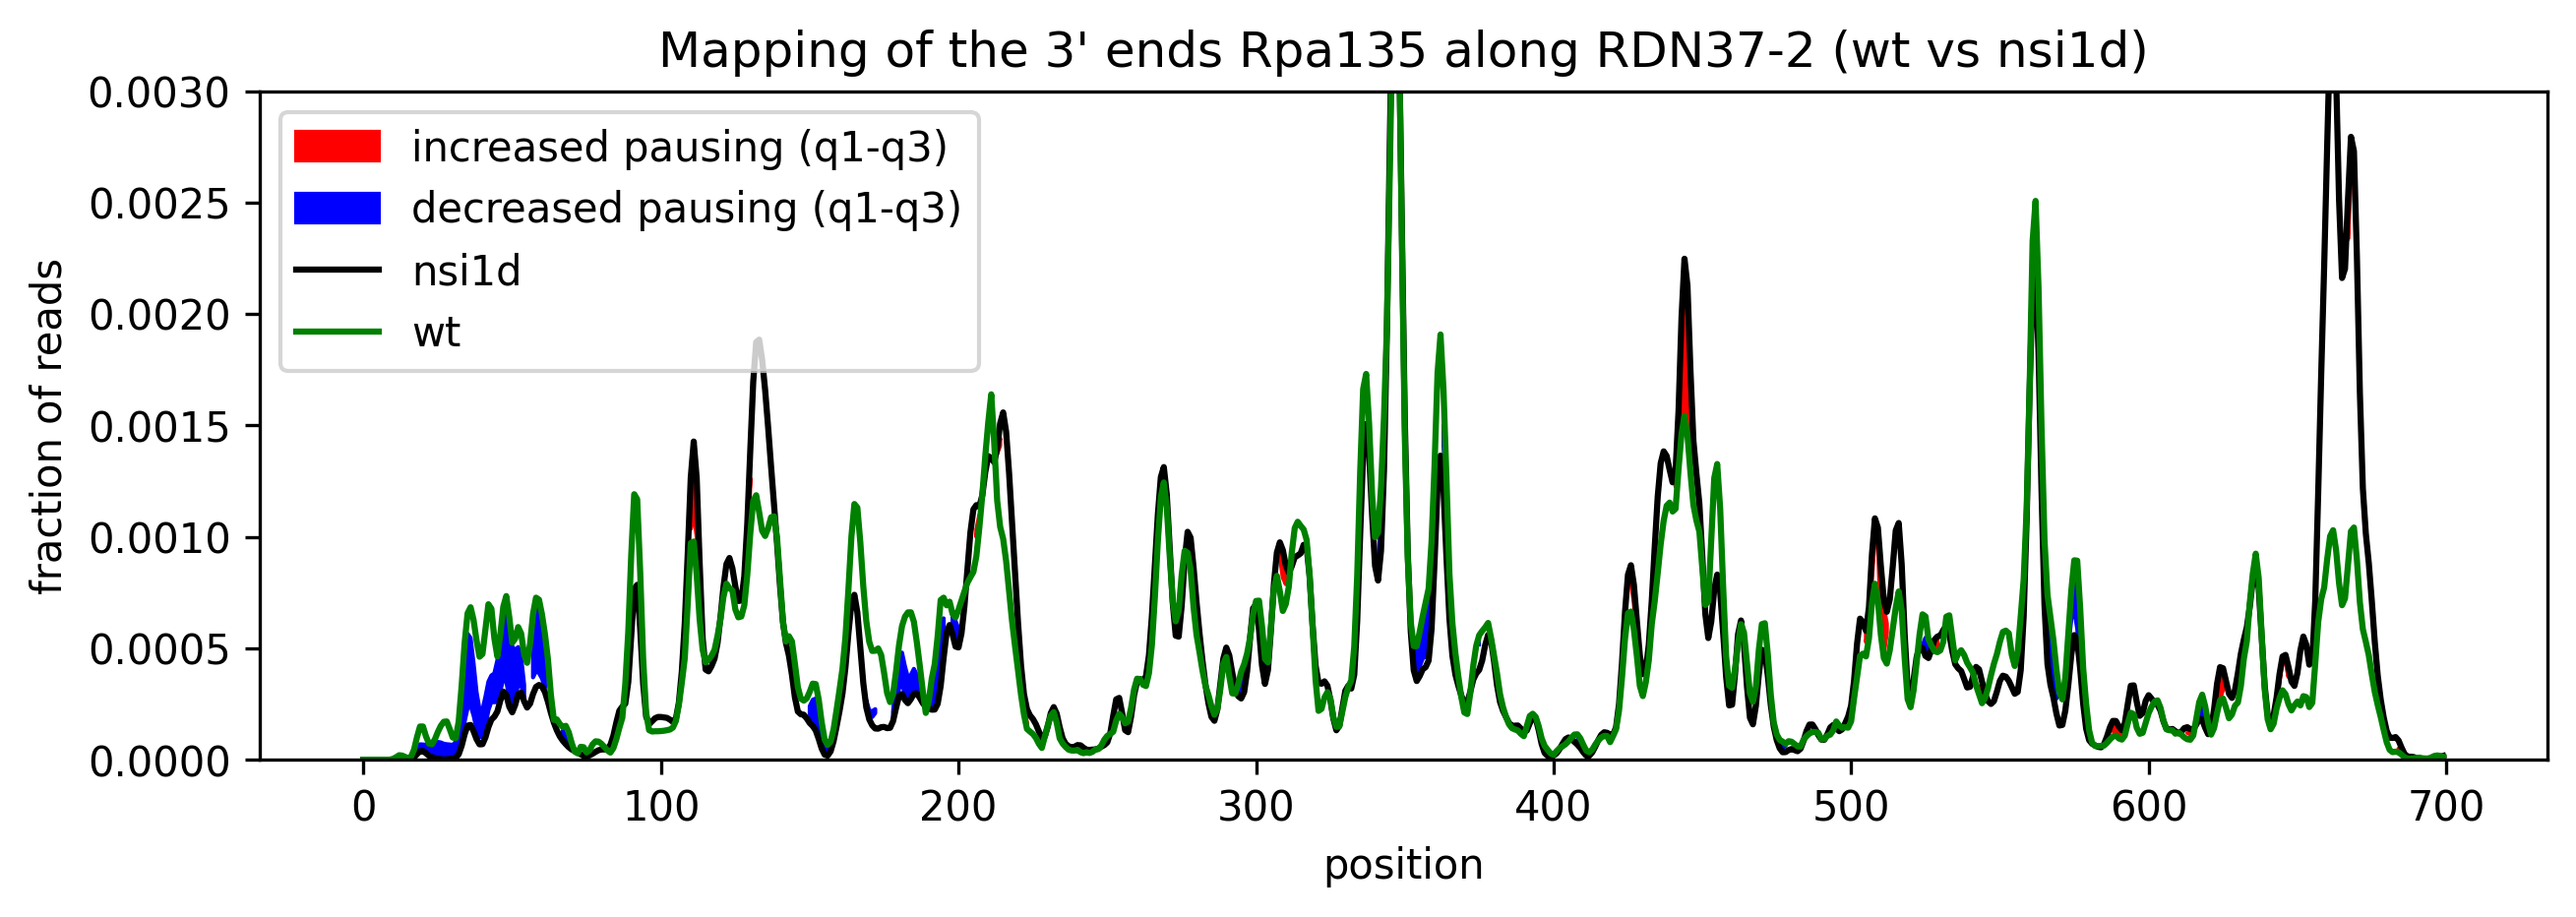 Mapping of the 3' ends Rpa135 along RDN37-2 (wt vs nsi1d)
0.0030
0.0025
0.0020
0.0015
0.0010
0.0005
0.0000
fraction of reads
increased pausing (q1-q3)
decreased pausing (q1-q3)
nsi1d
wt
0 100 200 300 400 500 600 700
position